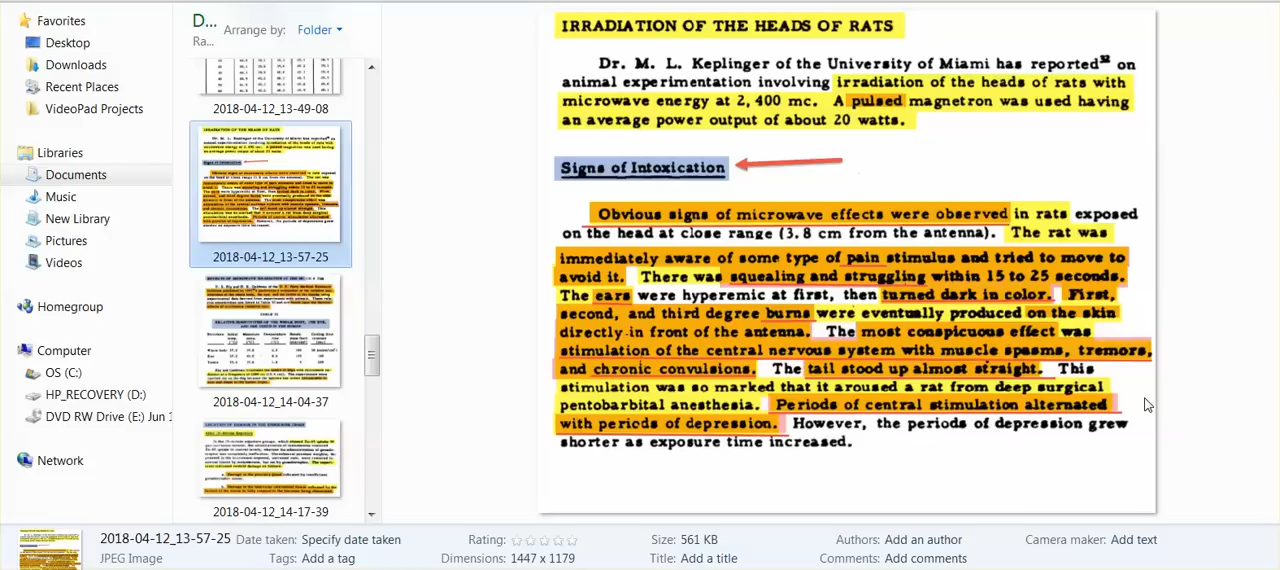 Favorites
Desktop
Downloads
Recent Places
VideoPad Projects
Libraries
Documents
Music
New Library
Pictures
Videos
Homegroup
Computer
OS (C:)
HP_RECOVERY (D:)
DVD RW Drive (E:) Jun 1
Network
D...
Ra...
Arrange by: Folder
2018-04-12_13-49-08
2018-04-12_13-57-25
2018-04-12_14-04-37
2018-04-12_14-17-39
IRRADIATION OF THE HEADS OF RATS
Dr. M. L. Keplinger of the University of Miami has reported32 on
animal experimentation involving irradiation of the heads of rats with
microwave energy at 2,400 mc. A pulsed magnetron was used having
an average power output of about 20 watts.
Signs of Intoxication
Obvious signs of microwave effects were observed in rats exposed
on the head at close range (3.8 cm from the antenna). The rat was
immediately aware of some type of pain stimulus and tried to move to
avoid it. There was squealing and struggling within 15 to 25 seconds.
The ears were hyperemic at first, then turned dark in color. First,
second, and third degree burns were eventually produced on the skin
directly in front of the antenna. The most conspicuous effect was
stimulation of the central nervous system with muscle spasms, tremors,
and chronic convulsions. The tail stood up almost straight. This
stimulation was so marked that it aroused a rat from deep surgical
pentobarbital anesthesia. Periods of central stimulation alternated
with periods of depression. However, the periods of depression grew
shorter as exposure time increased.
2018-04-12_13-57-25 Date taken: Specify date taken Rating: Size: 561 KB Authors: Add an author Camera maker: Add text
JPEG Image Tags: Add a tag Dimensions: 1447 x 1179 Title: Add a title Comments: Add comments